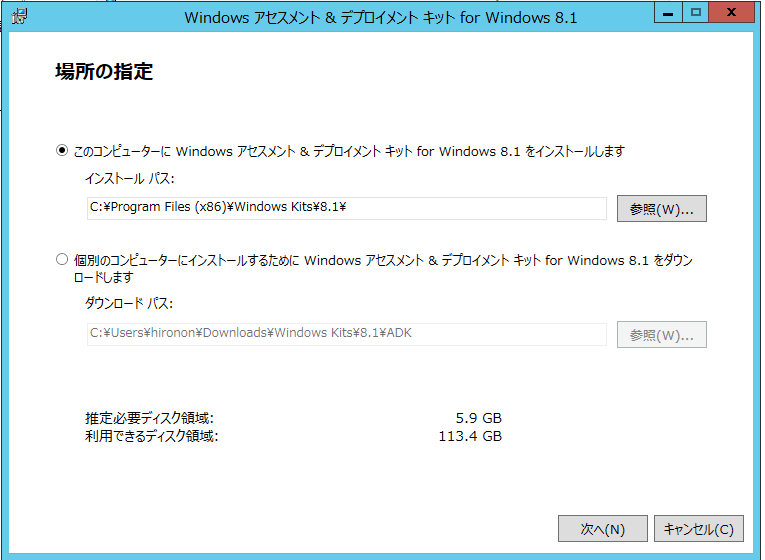 Windows アセスメント & デプロイメント キット for Windows 8.1
場所の指定
このコンピューターに Windows アセスメント & デプロイメント キット for Windows 8.1 をインストールします
インストール パス:
C:¥Program Files (x86)¥Windows Kits¥8.1¥
参照(W)...
個別のコンピューターにインストールするために Windows アセスメント & デプロイメント キット for Windows 8.1 をダウン
ロードします
ダウンロード パス:
C:¥Users¥hironon¥Downloads¥Windows Kits¥8.1¥ADK
参照(W)...
推定必要ディスク領域: 5.9 GB
利用できるディスク領域: 113.4 GB
次へ(N) キャンセル(C)